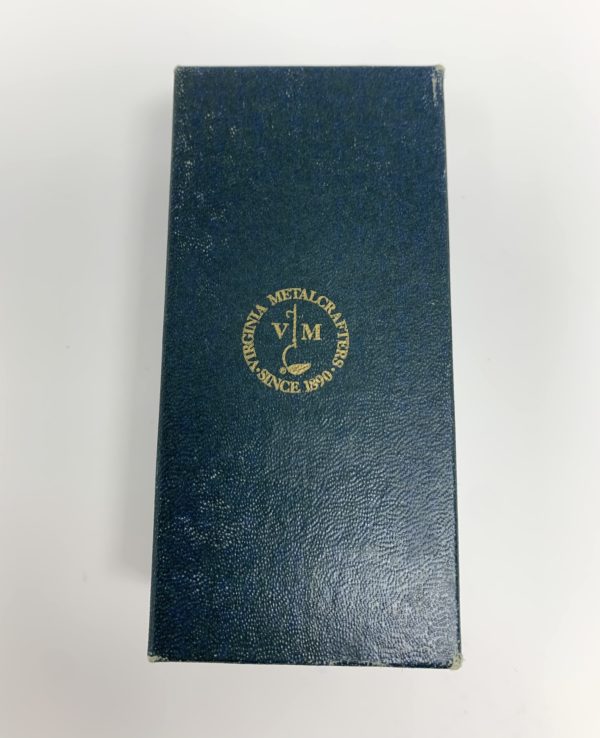 VIRGINIA METALCRAFTERS
V M
®
· SINCE 1890 ·